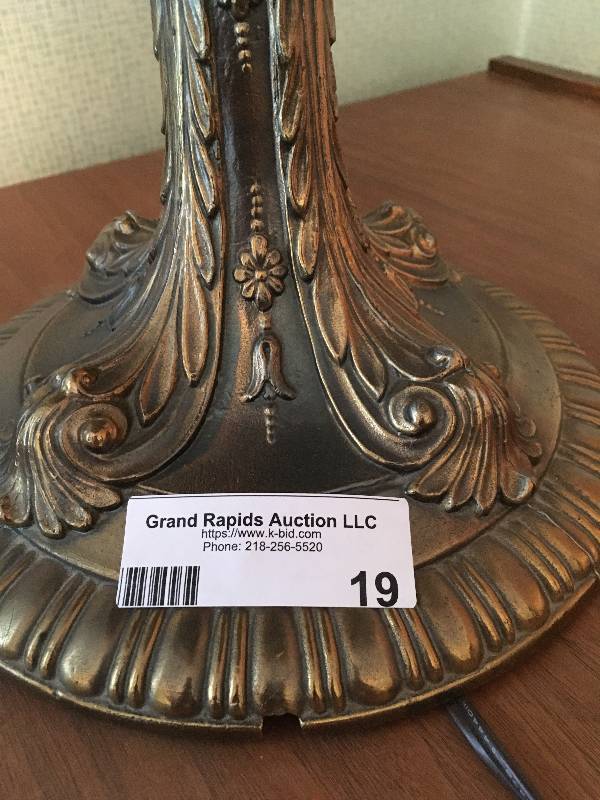 Grand Rapids Auction LLC
https://www.k-bid.com
Phone: 218-256-5520
19